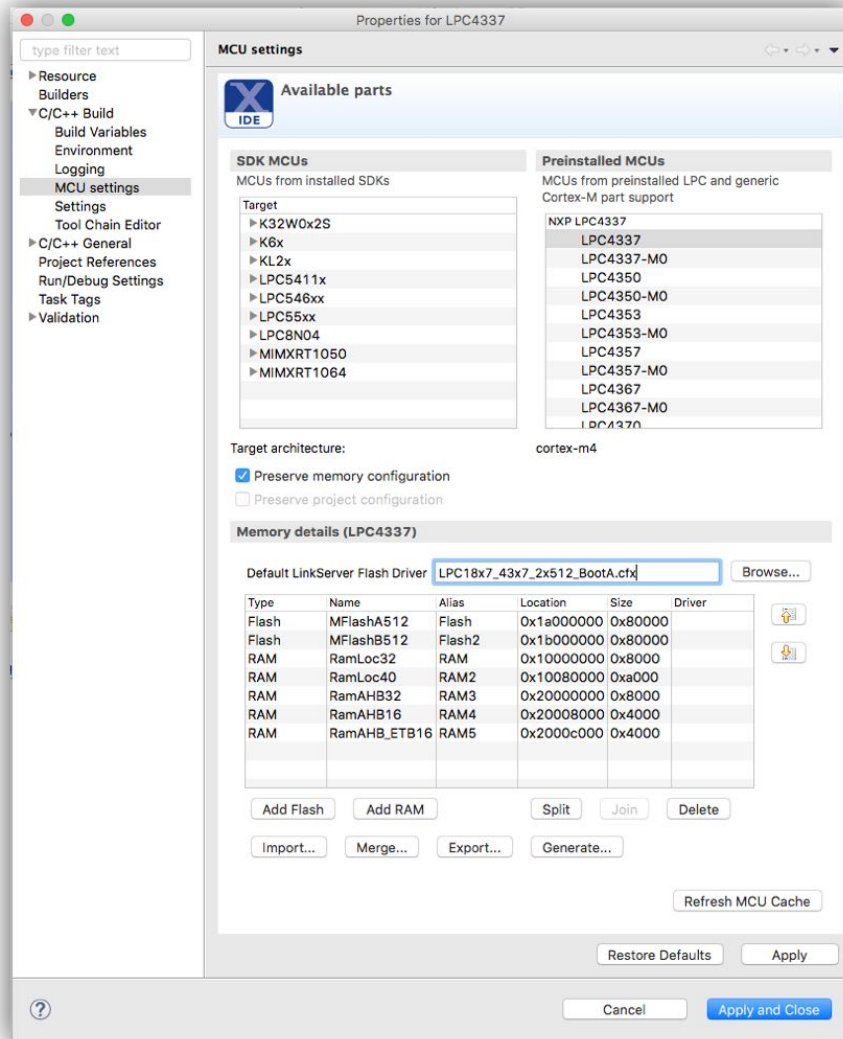 Properties for LPC4337
type filter text
Resource
Builders
C/C++ Build
Build Variables
Environment
Logging
MCU settings
Settings
Tool Chain Editor
C/C++ General
Project References
Run/Debug Settings
Task Tags
Validation
MCU settings
IDE
Available parts
SDK MCUs
MCUs from installed SDKs
Target
K32W0x2S
K6x
KL2x
LPC5411x
LPC546xx
LPC55xx
LPC8N04
MIMXRT1050
MIMXRT1064
Preinstalled MCUs
MCUs from preinstalled LPC and generic
Cortex-M part support
NXP LPC4337
LPC4337
LPC4337-M0
LPC4350
LPC4350-M0
LPC4353
LPC4353-M0
LPC4357
LPC4357-M0
LPC4367
LPC4367-M0
LPC4370
Target architecture: cortex-m4
Preserve memory configuration
Preserve project configuration
Memory details (LPC4337)
Default LinkServer Flash Driver LPC18x7_43x7_2x512_BootA.cfx Browse...
Type Name Alias Location Size Driver
Flash MFlashA512 Flash 0x1a000000 0x80000
Flash MFlashB512 Flash2 0x1b000000 0x80000
RAM RamLoc32 RAM 0x10000000 0x8000
RAM RamLoc40 RAM2 0x10080000 0xa000
RAM RamAHB32 RAM3 0x20000000 0x8000
RAM RamAHB16 RAM4 0x20008000 0x4000
RAM RamAHB_ETB16 RAM5 0x2000c000 0x4000
Add Flash Add RAM Split Join Delete
Import... Merge... Export... Generate...
Refresh MCU Cache
Restore Defaults Apply
? Cancel Apply and Close